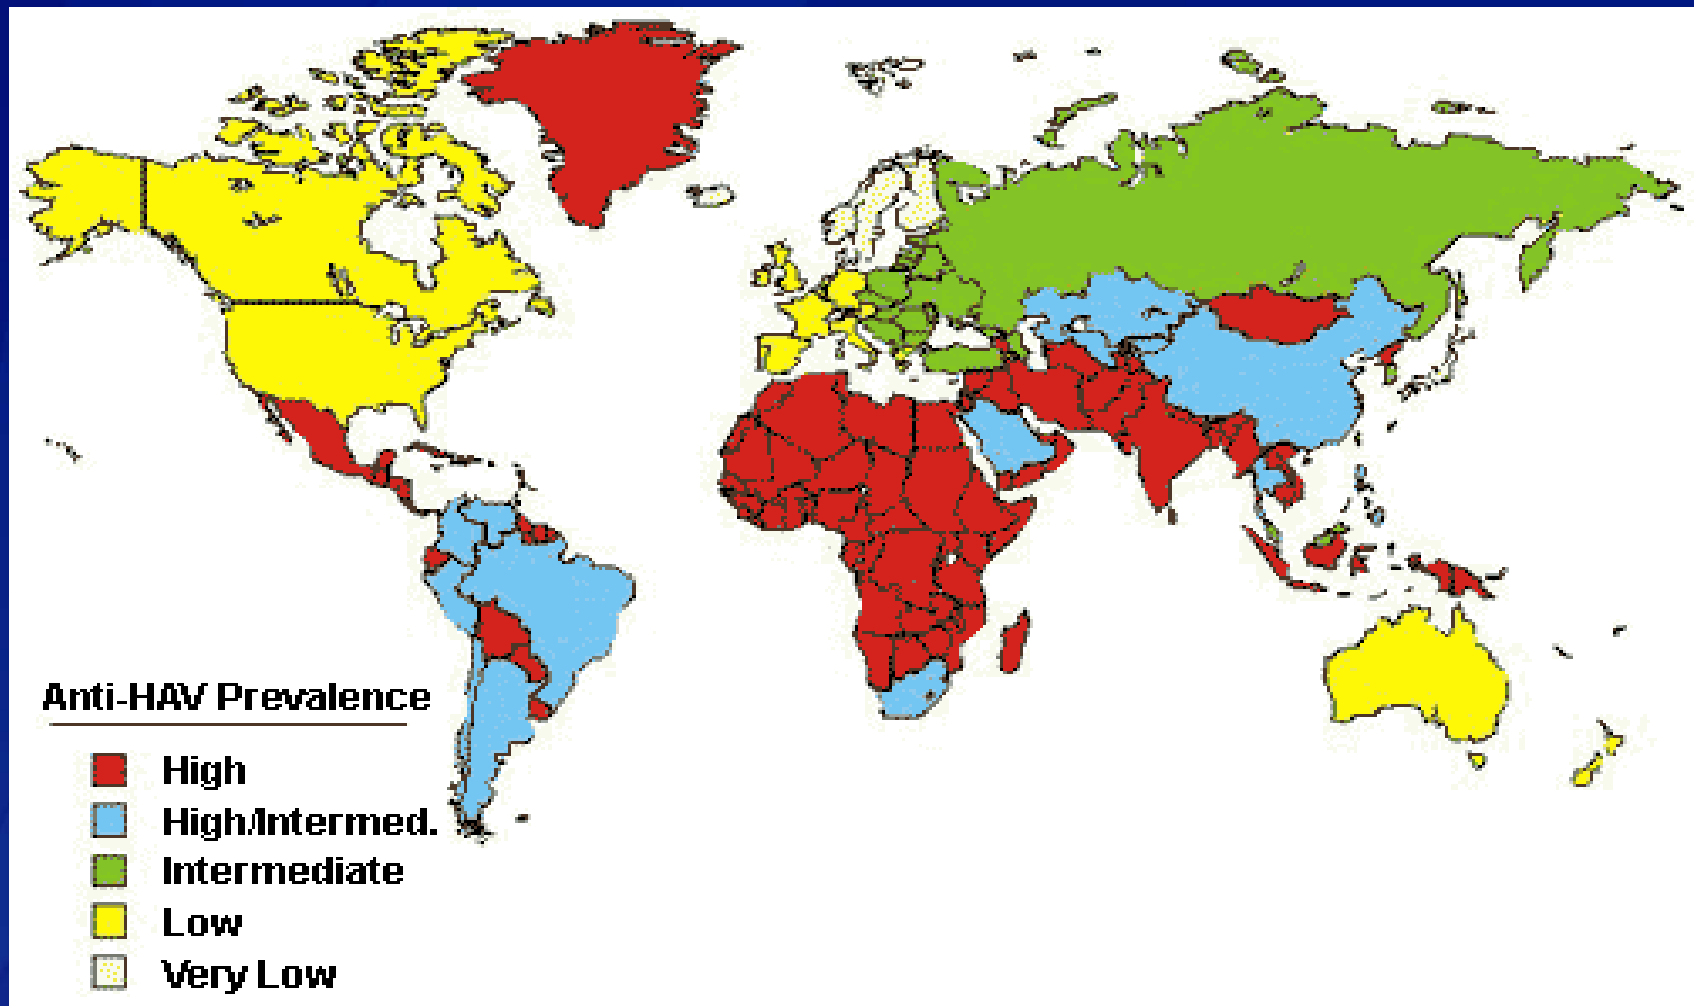 Anti-HAV Prevalence
High
High/Intermed.
Intermediate
Low
Very Low